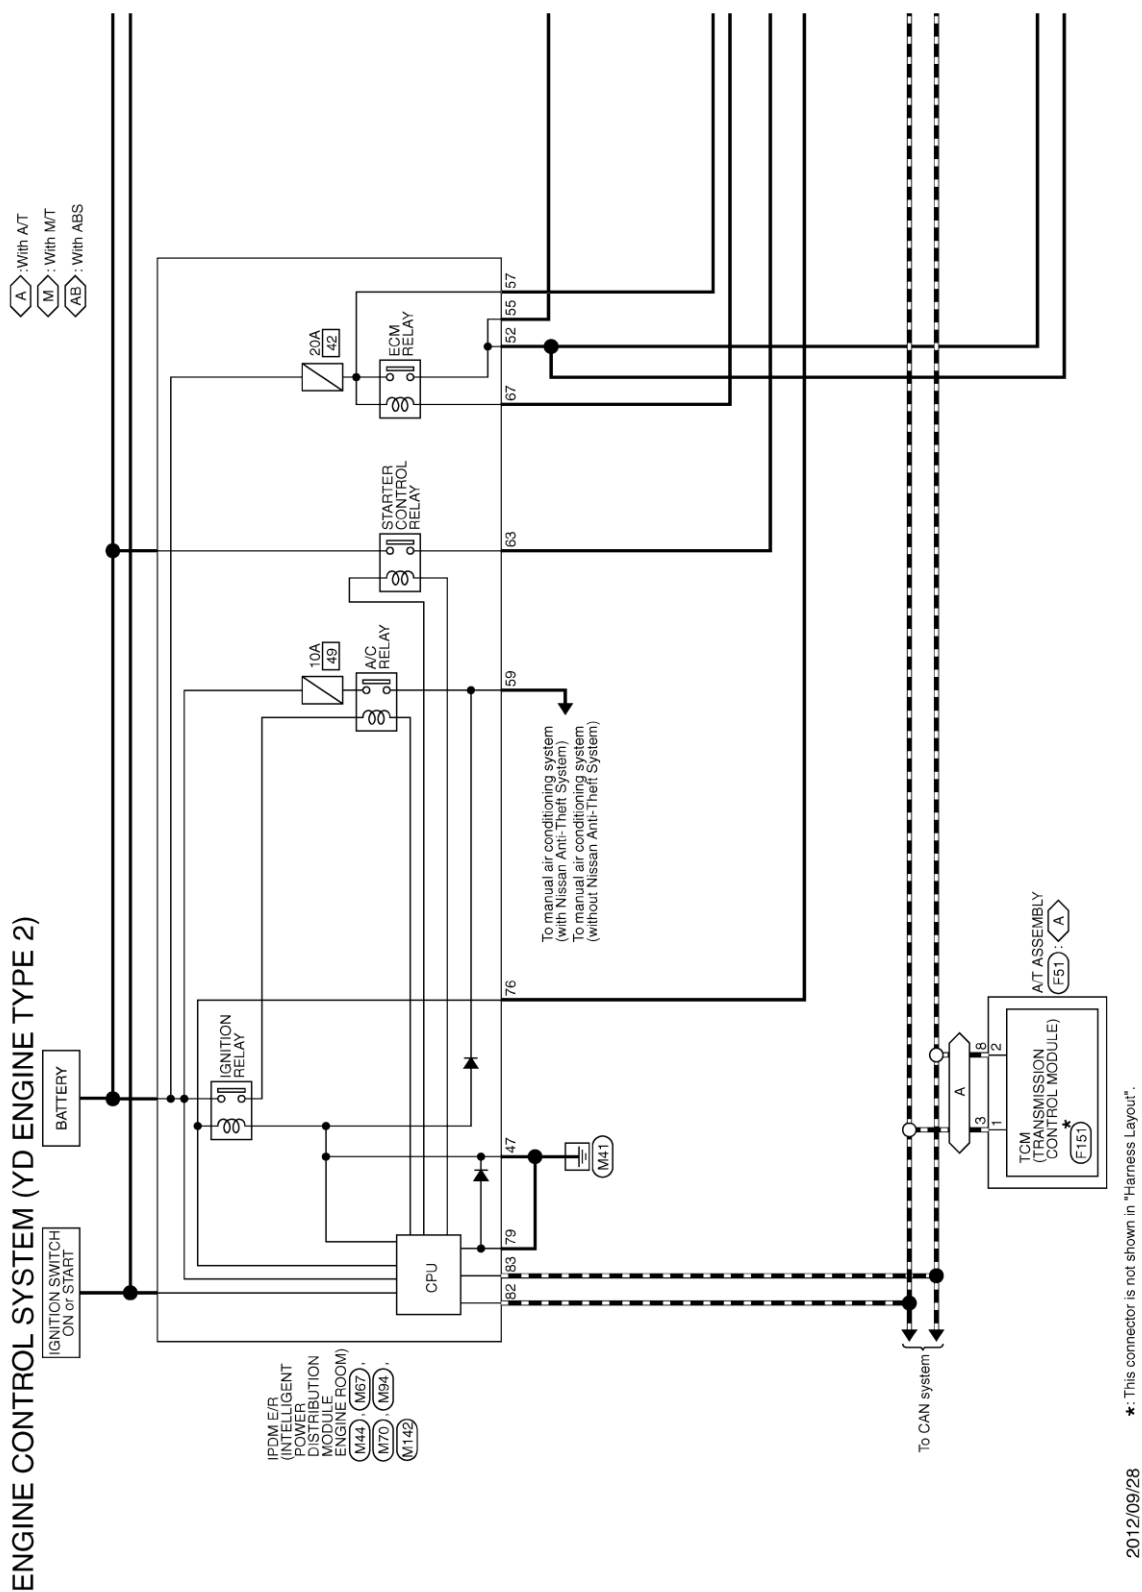 ENGINE CONTROL SYSTEM (YD ENGINE TYPE 2)
IGNITION SWITCH
ON or START
BATTERY
A :With A/T
M : With M/T
AB : With ABS
IPDM E/R
(INTELLIGENT
POWER
DISTRIBUTION
MODULE
ENGINE ROOM)
M44 , M67 ,
M70 , M94 ,
M142
IGNITION
RELAY
10A
49
A/C
RELAY
STARTER
CONTROL
RELAY
20A
42
ECM
RELAY
CPU
82
83
79
47
76
59
63
67
52
55
57
M41
To manual air conditioning system
(with Nissan Anti-Theft System)
To manual air conditioning system
(without Nissan Anti-Theft System)
To CAN system
A
3
8
1
2
TCM
(TRANSMISSION
CONTROL MODULE)
★
F151
A/T ASSEMBLY
F51 : A
★: This connector is not shown in "Harness Layout".
2012/09/28